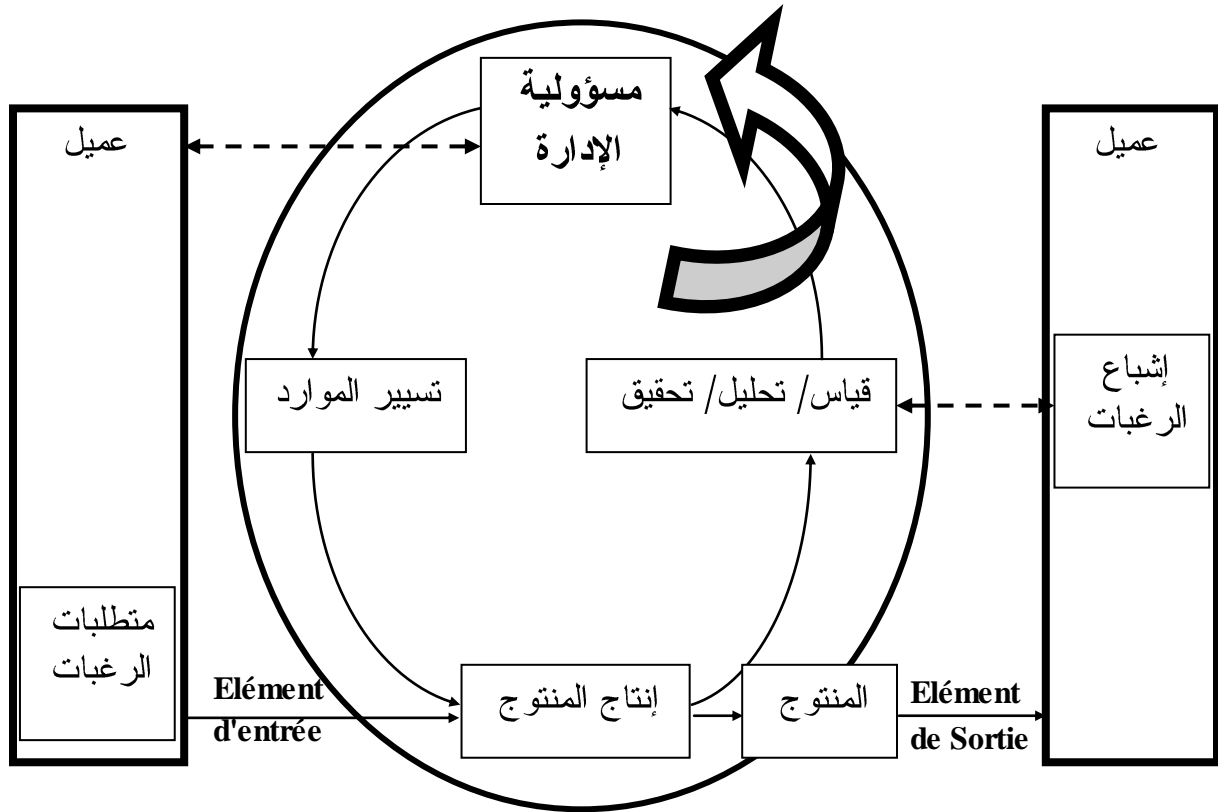 مسؤولية
الإدارة
عميل
عميل
تسيير الموارد
قياس/ تحليل/ تحقيق
إشباع
الرغبات
متطلبات
الرغبات
Elément
d'entrée
إنتاج المنتوج
المنتوج
Elément
de Sortie